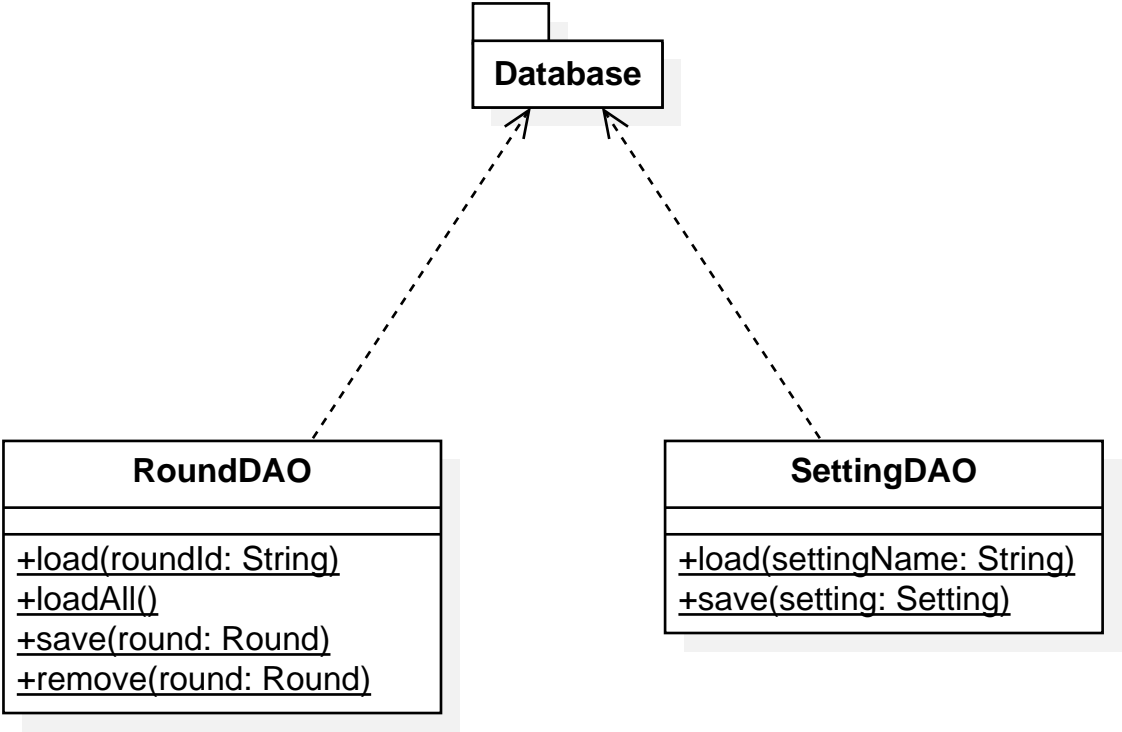 Database
RoundDAO
+load(roundId: String)
+loadAll()
+save(round: Round)
+remove(round: Round)
SettingDAO
+load(settingName: String)
+save(setting: Setting)